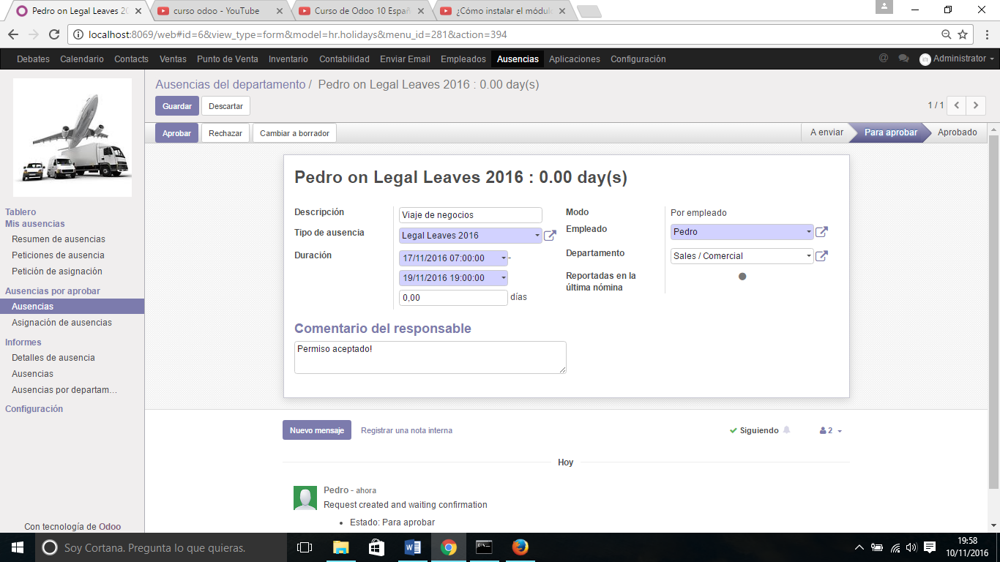 Pedro on Legal Leaves 20
curso odoo - YouTube
Curso de Odoo 10 Españ
¿Cómo instalar el módul
localhost:8069/web#id=6&view_type=form&model=hr.holidays&menu_id=281&action=394
Debates Calendario Contacts Ventas Punto de Venta Inventario Contabilidad Enviar Email Empleados Ausencias Aplicaciones Configuración @ Administrator
Ausencias del departamento / Pedro on Legal Leaves 2016 : 0.00 day(s)
Guardar Descartar 1 / 1
Aprobar Rechazar Cambiar a borrador A enviar Para aprobar Aprobado
Tablero
Mis ausencias
Resumen de ausencias
Peticiones de ausencia
Petición de asignación
Ausencias por aprobar
Ausencias
Asignación de ausencias
Informes
Detalles de ausencia
Ausencias
Ausencias por departam…
Configuración
Con tecnología de Odoo
Pedro on Legal Leaves 2016 : 0.00 day(s)
Descripción Viaje de negocios
Tipo de ausencia Legal Leaves 2016
Duración 17/11/2016 07:00:00 -
19/11/2016 19:00:00
0,00 días
Modo Por empleado
Empleado Pedro
Departamento Sales / Comercial
Reportadas en la
última nómina
Comentario del responsable
Permiso aceptado!
Nuevo mensaje Registrar una nota interna Siguiendo 2
Hoy
Pedro - ahora
Request created and waiting confirmation
• Estado: Para aprobar
Soy Cortana. Pregunta lo que quieras.
19:58
10/11/2016